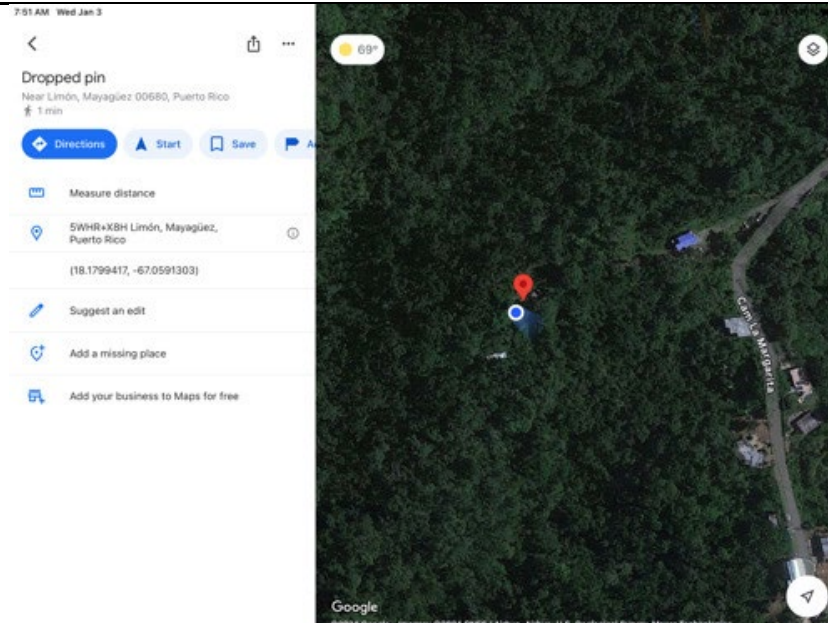 7:51 AM Wed Jan 3
Dropped pin
Near Limón, Mayagüez 00680, Puerto Rico
1 min
Directions
Start
Save
Measure distance
5WHR+X8H Limón, Mayagüez,
Puerto Rico
(18.1799417, -67.0591303)
Suggest an edit
Add a missing place
Add your business to Maps for free
69°
Cam La Margarita
Google